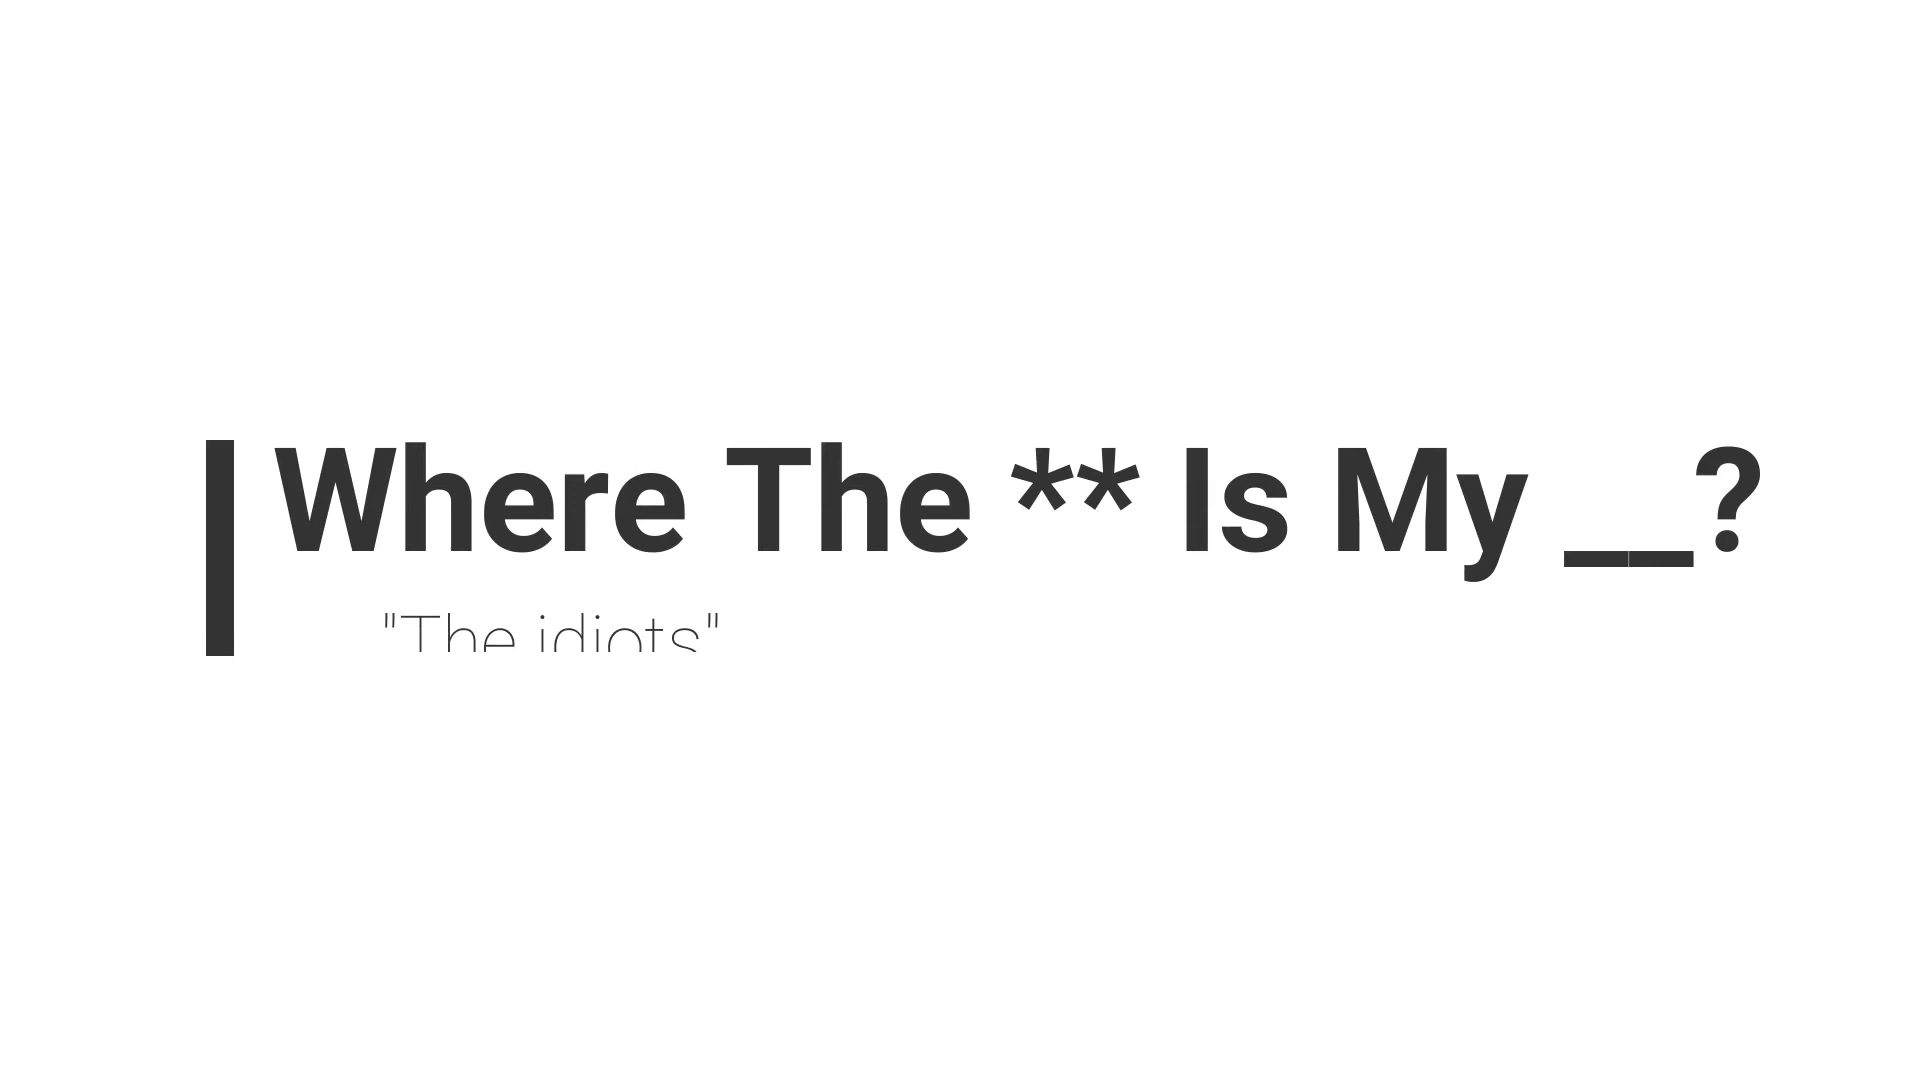 Where The ** Is My __?
"The idiots"